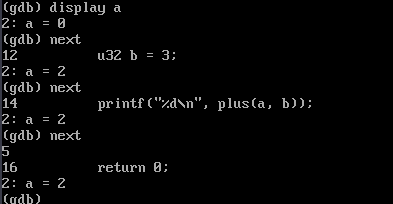 (gdb) display a
2: a = 0
(gdb) next
12              u32 b = 3;
2: a = 2
(gdb) next
14              printf("%d\n", plus(a, b));
2: a = 2
(gdb) next
5
16              return 0;
2: a = 2
(gdb)